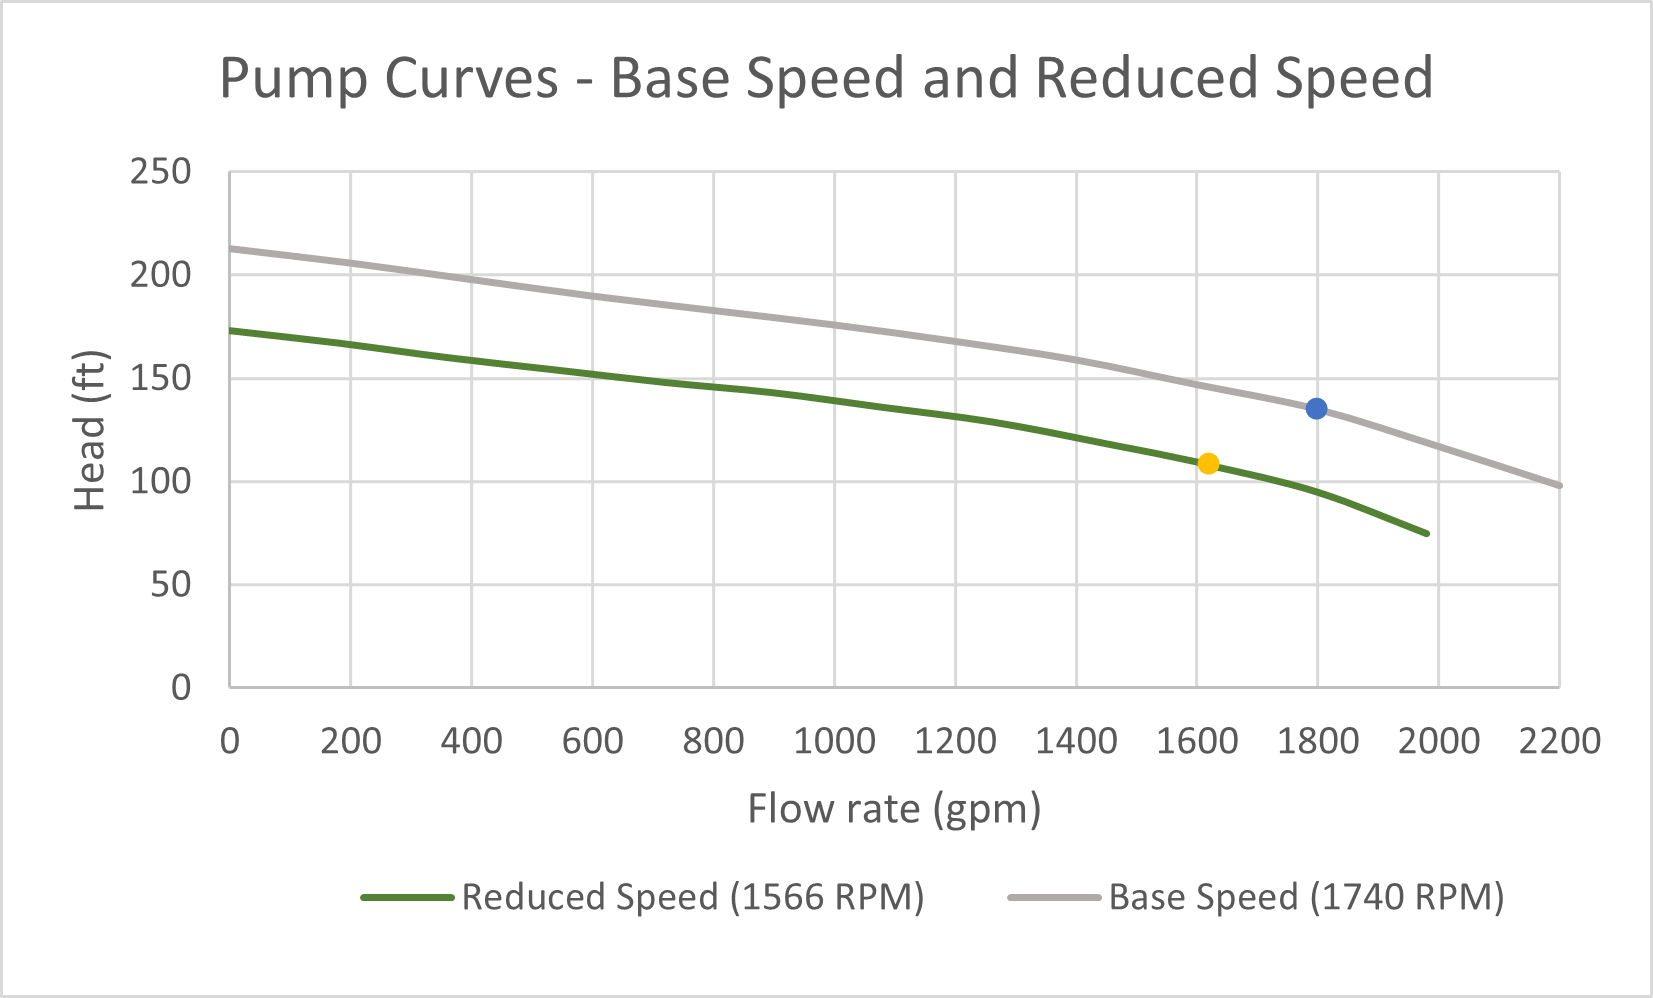 Pump Curves - Base Speed and Reduced Speed
250
200
150
100
50
0
Head (ft)
0 200 400 600 800 1000 1200 1400 1600 1800 2000 2200
Flow rate (gpm)
Reduced Speed (1566 RPM) Base Speed (1740 RPM)